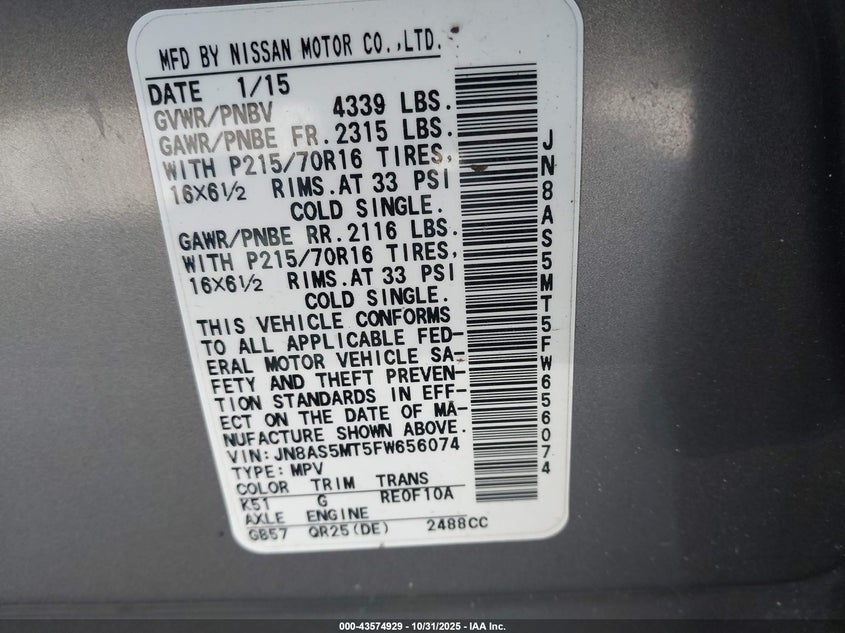 MFD BY NISSAN MOTOR CO.,LTD.
DATE 1/15
GVWR/PNBV 4339 LBS.
GAWR/PNBE FR.2315 LBS.
WITH P215/70R16 TIRES,
16X6½ RIMS.AT 33 PSI
COLD SINGLE.
GAWR/PNBE RR.2116 LBS.
WITH P215/70R16 TIRES,
16X6½ RIMS.AT 33 PSI
COLD SINGLE.
THIS VEHICLE CONFORMS
TO ALL APPLICABLE FED-
ERAL MOTOR VEHICLE SA-
FETY AND THEFT PREVEN-
TION STANDARDS IN EFF-
ECT ON THE DATE OF MA-
NUFACTURE SHOWN ABOVE.
VIN: JN8AS5MT5FW656074
TYPE: MPV
COLOR TRIM TRANS
K51 G RE0F10A
AXLE ENGINE
GB57 QR25(DE) 2488CC
JN8AS5MT5FW656074
000-43574929 - 10/31/2025 - IAA Inc.